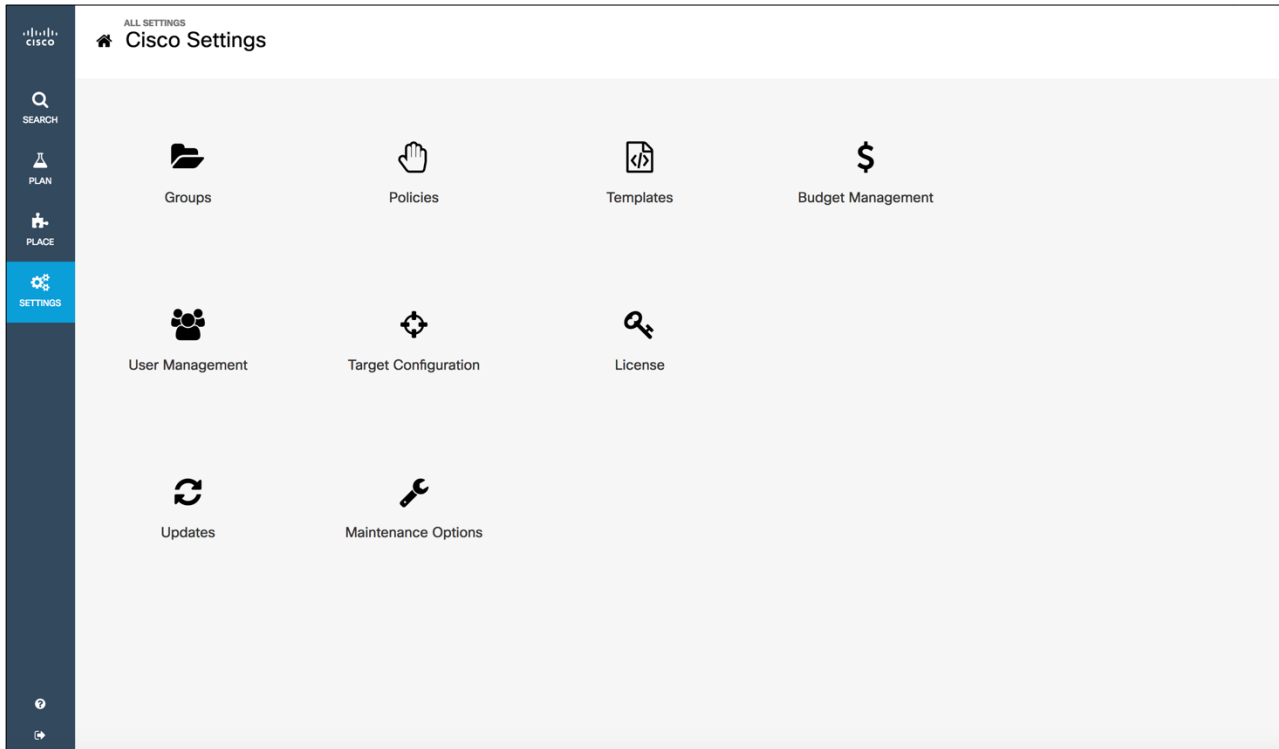 CISCO
ALL SETTINGS
Cisco Settings
SEARCH
PLAN
PLACE
SETTINGS
Groups
Policies
Templates
Budget Management
User Management
Target Configuration
License
Updates
Maintenance Options